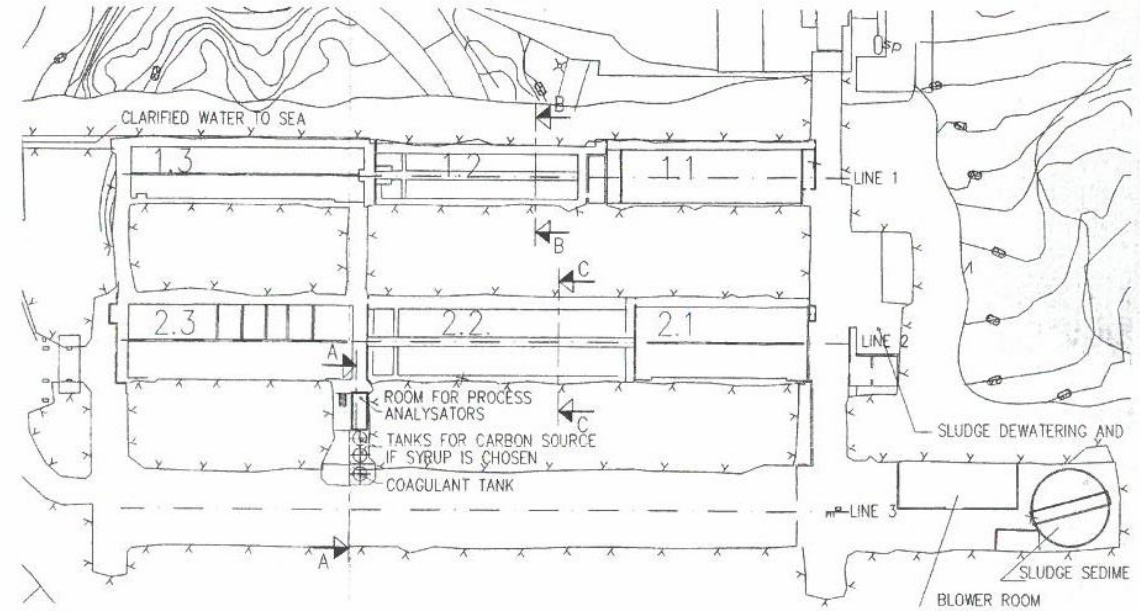 sp
B
CLARIFIED WATER TO SEA
1.3
1.2
1.1
LINE 1
B
C
2.3
2.2.
2.1
LINE 2
A
ROOM FOR PROCESS
ANALYSATORS
C
TANKS FOR CARBON SOURCE
IF SYRUP IS CHOSEN
SLUDGE DEWATERING AND
COAGULANT TANK
LINE 3
A
SLUDGE SEDIME
BLOWER ROOM